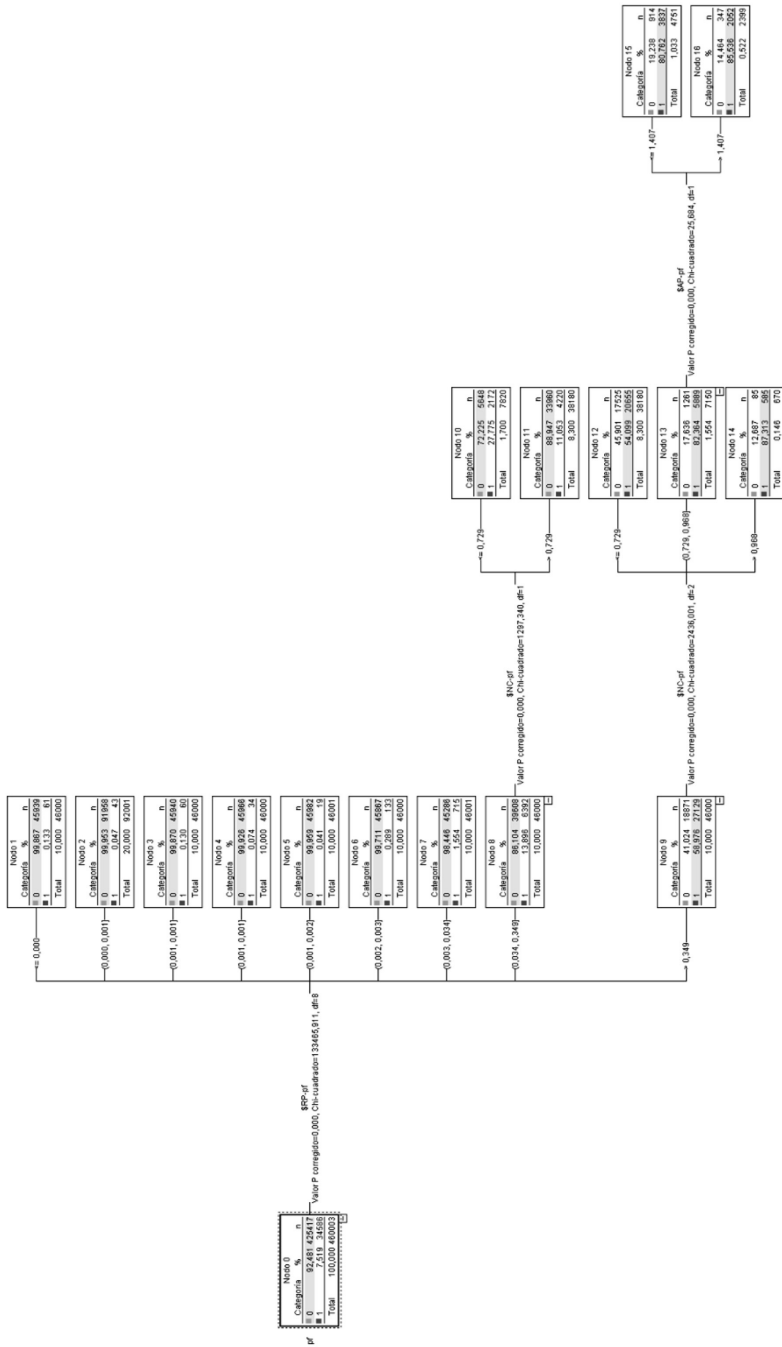 pf
Nodo 0
Categoría % n
0 92,481 425417
1 7,519 34586
Total 100,000 460003
$RP-pf
Valor P corregido=0,000, Chi-cuadrado=133465,911, df=8
<= 0,000
Nodo 1
Categoría % n
0 99,867 45939
1 0,133 61
Total 10,000 46000
(0,000, 0,001]
Nodo 2
Categoría % n
0 99,953 91958
1 0,047 43
Total 20,000 92001
(0,001, 0,001]
Nodo 3
Categoría % n
0 99,870 45940
1 0,130 60
Total 10,000 46000
(0,001, 0,001]
Nodo 4
Categoría % n
0 99,926 45966
1 0,074 34
Total 10,000 46000
(0,001, 0,002]
Nodo 5
Categoría % n
0 99,959 45982
1 0,041 19
Total 10,000 46001
(0,002, 0,003]
Nodo 6
Categoría % n
0 99,711 45867
1 0,289 133
Total 10,000 46000
(0,003, 0,034]
Nodo 7
Categoría % n
0 98,446 45286
1 1,554 715
Total 10,000 46001
(0,034, 0,349]
Nodo 8
Categoría % n
0 86,104 39608
1 13,896 6392
Total 10,000 46000
> 0,349
Nodo 9
Categoría % n
0 41,024 18871
1 58,976 27129
Total 10,000 46000
$NC-pf
Valor P corregido=0,000, Chi-cuadrado=1297,340, df=1
<= 0,729
Nodo 10
Categoría % n
0 72,225 5648
1 27,775 2172
Total 1,700 7820
> 0,729
Nodo 11
Categoría % n
0 88,947 33960
1 11,053 4220
Total 8,300 38180
$NC-pf
Valor P corregido=0,000, Chi-cuadrado=2436,001, df=2
<= 0,729
Nodo 12
Categoría % n
0 45,901 17525
1 54,099 20655
Total 8,300 38180
(0,729, 0,968]
Nodo 13
Categoría % n
0 17,636 1261
1 82,364 5889
Total 1,554 7150
> 0,968
Nodo 14
Categoría % n
0 12,687 85
1 87,313 585
Total 0,146 670
$AP-pf
Valor P corregido=0,000, Chi-cuadrado=25,684, df=1
<= 1,407
Nodo 15
Categoría % n
0 19,238 914
1 80,762 3837
Total 1,033 4751
> 1,407
Nodo 16
Categoría % n
0 14,464 347
1 85,536 2052
Total 0,522 2399